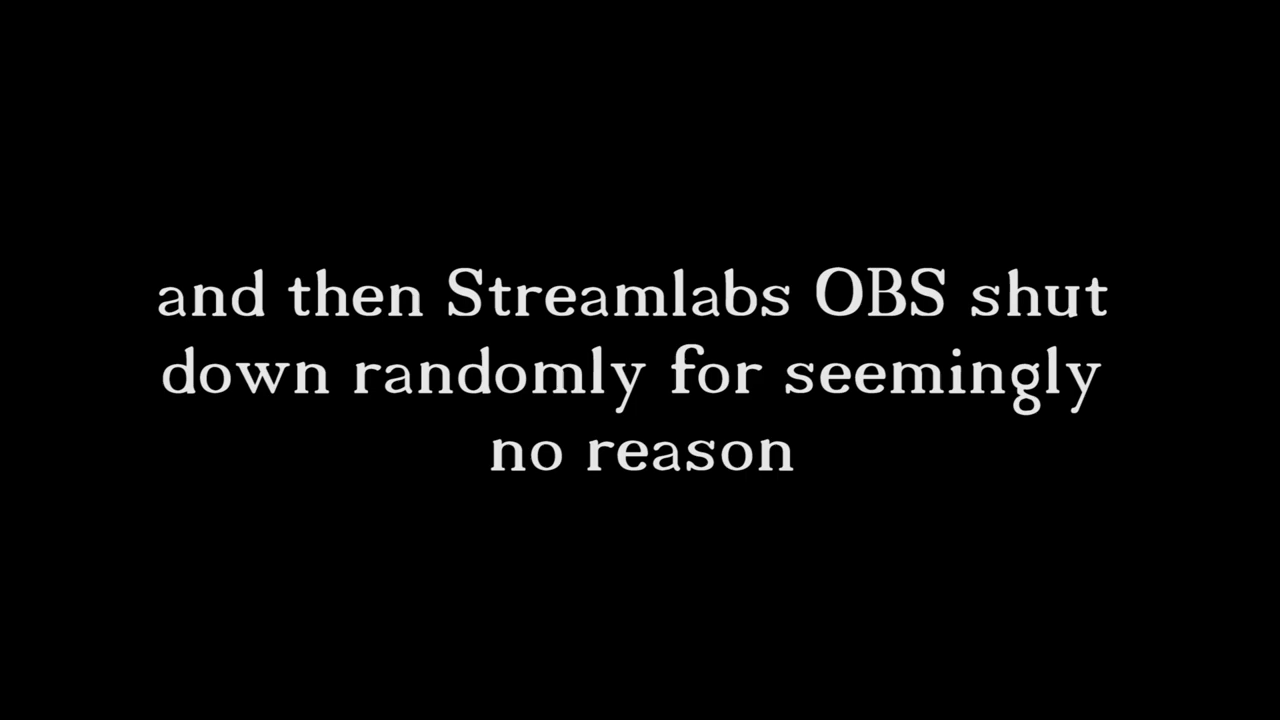 and then Streamlabs OBS shut
down randomly for seemingly
no reason